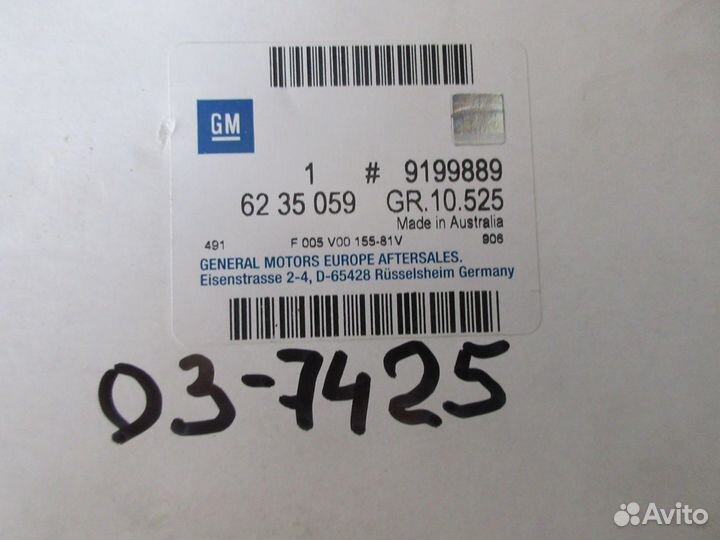 GM
1 # 9199889
62 35 059 GR.10.525
Made in Australia
491 F 005 V00 155-81V 906
GENERAL MOTORS EUROPE AFTERSALES.
Eisenstrasse 2-4, D-65428 Rüsselsheim Germany
03-7425
Avito